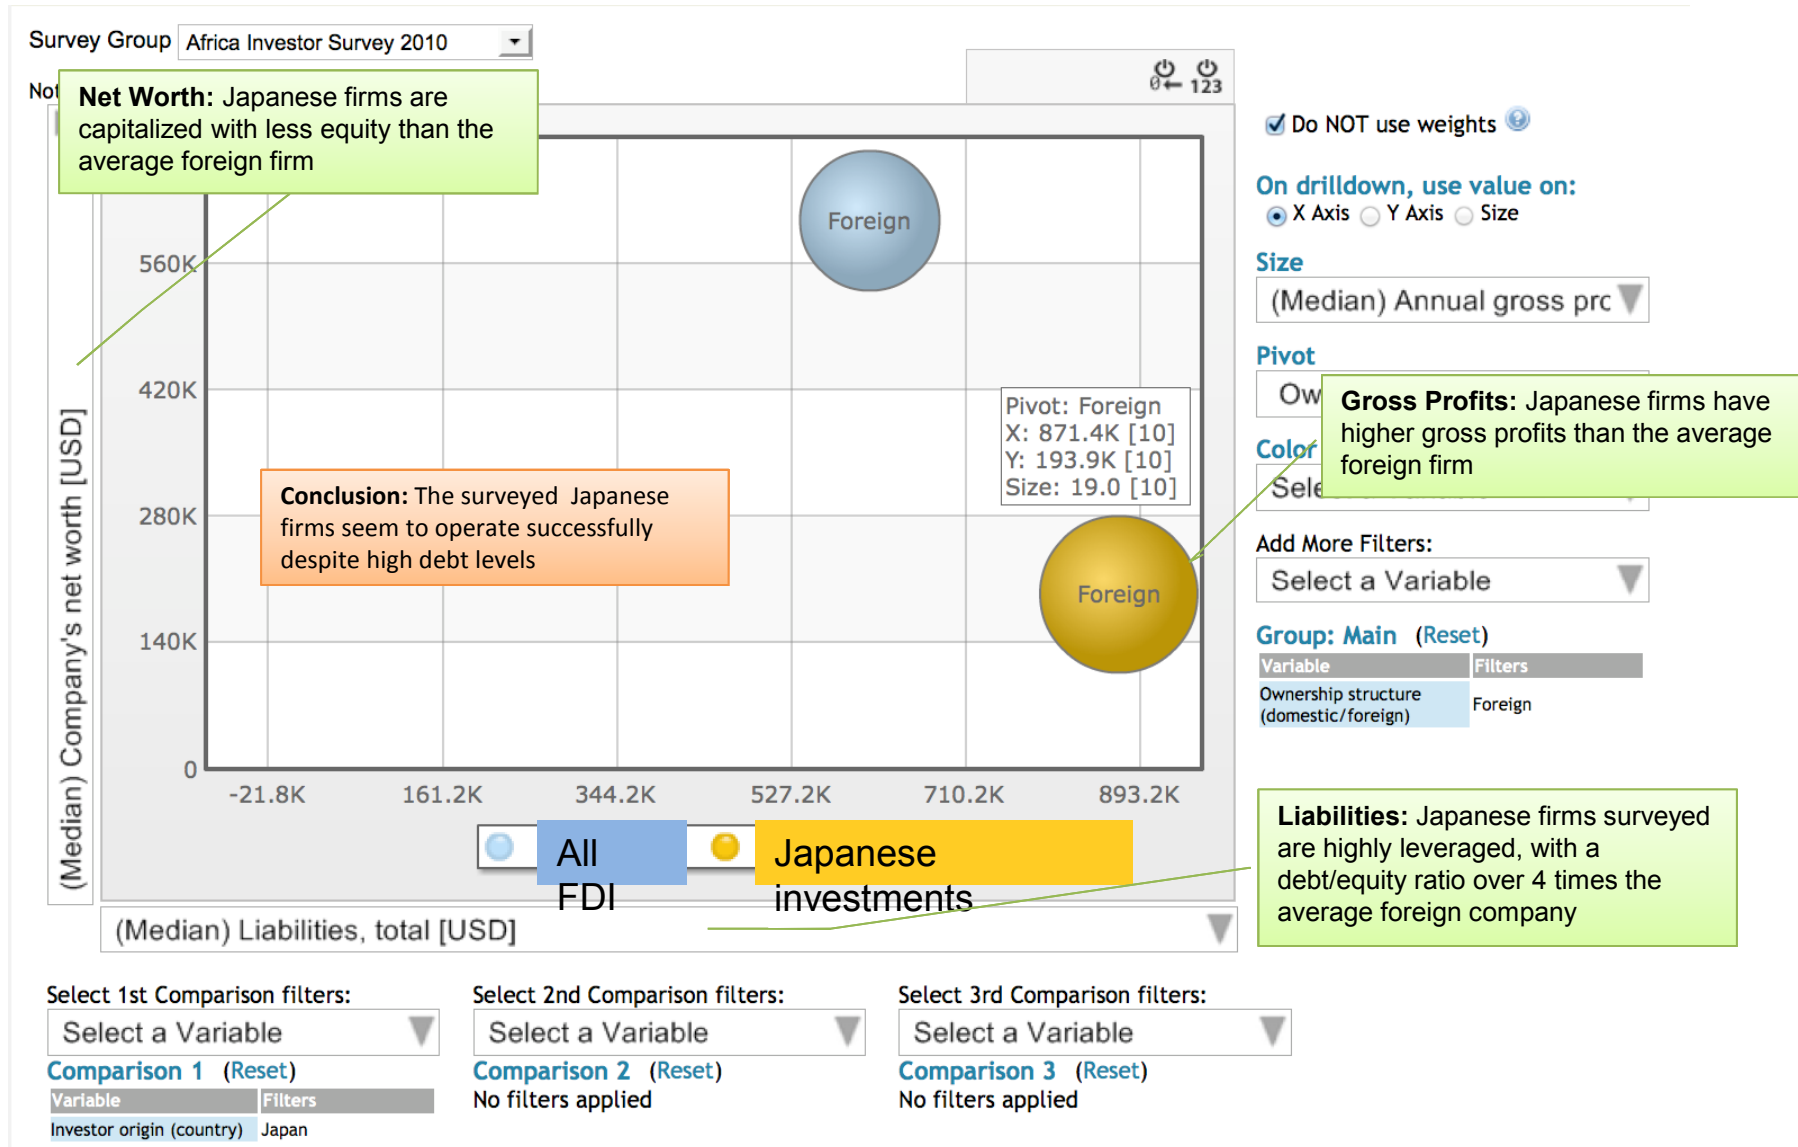 Survey Group Africa Investor Survey 2010
0 123
Net Worth: Japanese firms are
capitalized with less equity than the
average foreign firm
Do NOT use weights
On drilldown, use value on:
X Axis Y Axis Size
Size
(Median) Annual gross prc
Pivot
Ow
Gross Profits: Japanese firms have
higher gross profits than the average
foreign firm
Color
Add More Filters:
Select a Variable
Group: Main (Reset)
Variable Filters
Ownership structure
(domestic/foreign)
Foreign
Liabilities: Japanese firms surveyed
are highly leveraged, with a
debt/equity ratio over 4 times the
average foreign company
(Median) Company's net worth [USD]
560K
420K
280K
140K
0
Foreign
Pivot: Foreign
X: 871.4K [10]
Y: 193.9K [10]
Size: 19.0 [10]
Foreign
Conclusion: The surveyed Japanese
firms seem to operate successfully
despite high debt levels
-21.8K 161.2K 344.2K 527.2K 710.2K 893.2K
All
FDI
Japanese
investments
(Median) Liabilities, total [USD]
Select 1st Comparison filters:
Select a Variable
Comparison 1 (Reset)
Variable Filters
Investor origin (country) Japan
Select 2nd Comparison filters:
Select a Variable
Comparison 2 (Reset)
No filters applied
Select 3rd Comparison filters:
Select a Variable
Comparison 3 (Reset)
No filters applied